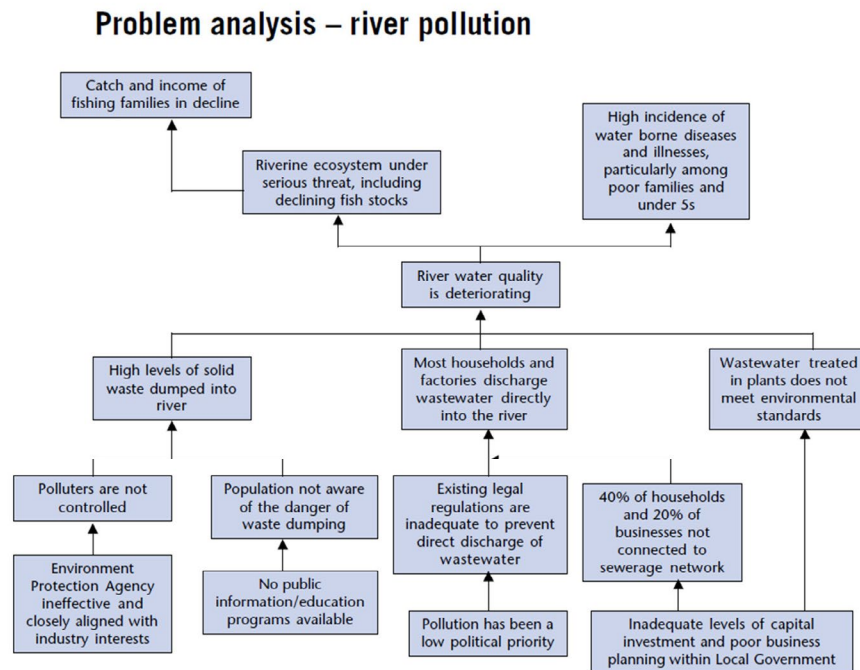 Problem analysis – river pollution
Catch and income of
fishing families in decline
High incidence of
water borne diseases
and illnesses,
particularly among
poor families and
under 5s
Riverine ecosystem under
serious threat, including
declining fish stocks
River water quality
is deteriorating
High levels of solid
waste dumped into
river
Most households and
factories discharge
wastewater directly
into the river
Wastewater treated
in plants does not
meet environmental
standards
Polluters are not
controlled
Population not aware
of the danger of
waste dumping
Existing legal
regulations are
inadequate to prevent
direct discharge of
wastewater
40% of households
and 20% of
businesses not
connected to
sewerage network
Environment
Protection Agency
ineffective and
closely aligned with
industry interests
No public
information/education
programs available
Pollution has been a
low political priority
Inadequate levels of capital
investment and poor business
planning within Local Government